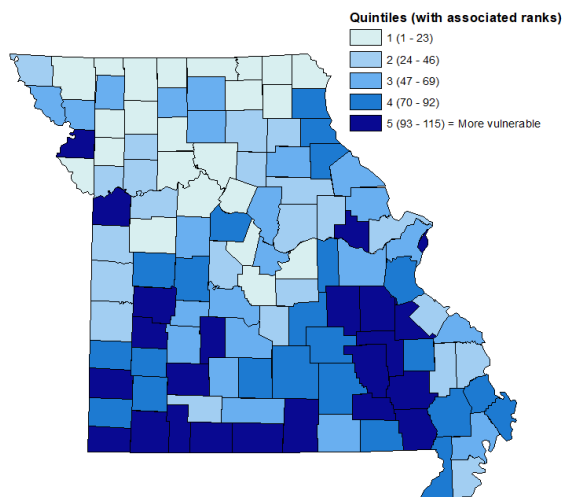 Quintiles (with associated ranks)
1 (1 - 23)
2 (24 - 46)
3 (47 - 69)
4 (70 - 92)
5 (93 - 115) = More vulnerable